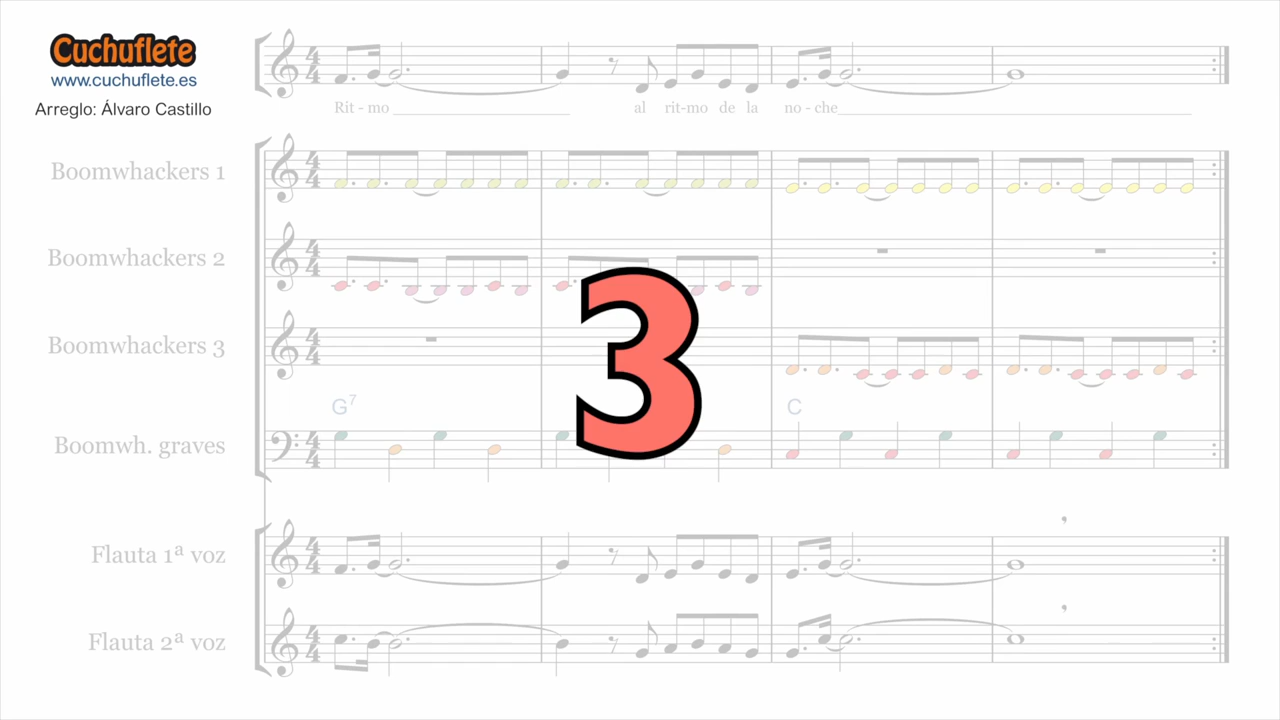 Cuchuflete
www.cuchuflete.es
Arreglo: Álvaro Castillo
Rit - mo al rit-mo de la no - che
Boomwhackers 1
Boomwhackers 2
3
Boomwhackers 3
G7 C
Boomwh. graves
Flauta 1ª voz
Flauta 2ª voz